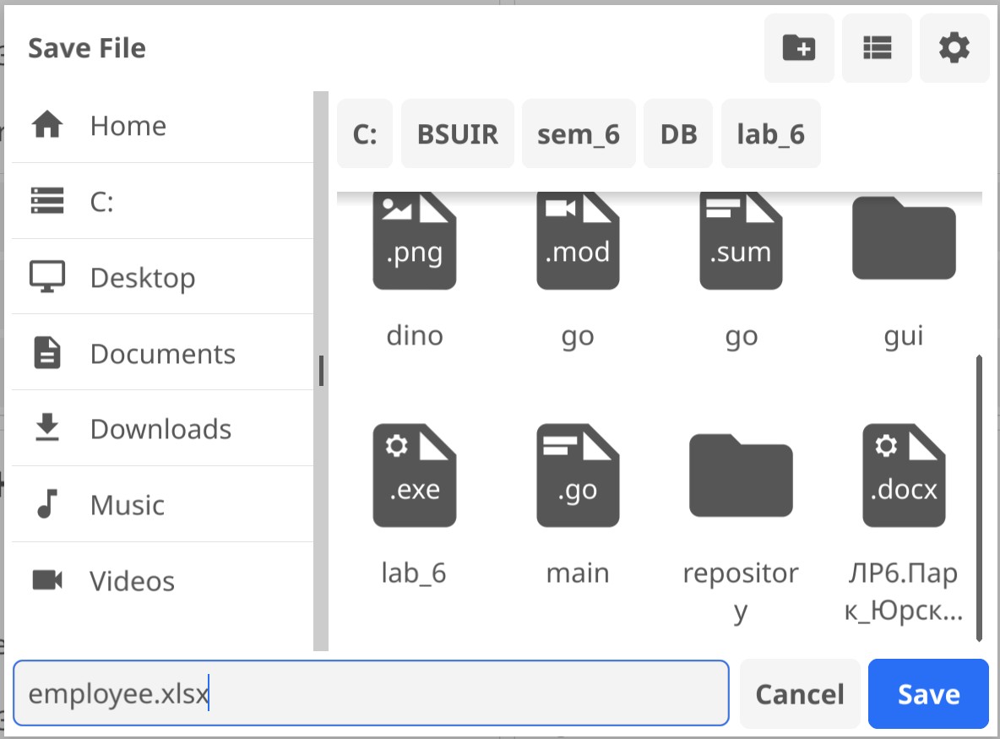 Save File
Home
C:
Desktop
Documents
Downloads
Music
Videos
C: BSUIR sem_6 DB lab_6
.png .mod .sum
dino go go gui
.exe .go .docx
lab_6 main repositor ЛР6.Пар
y к_Юрск...
employee.xlsx
Cancel Save